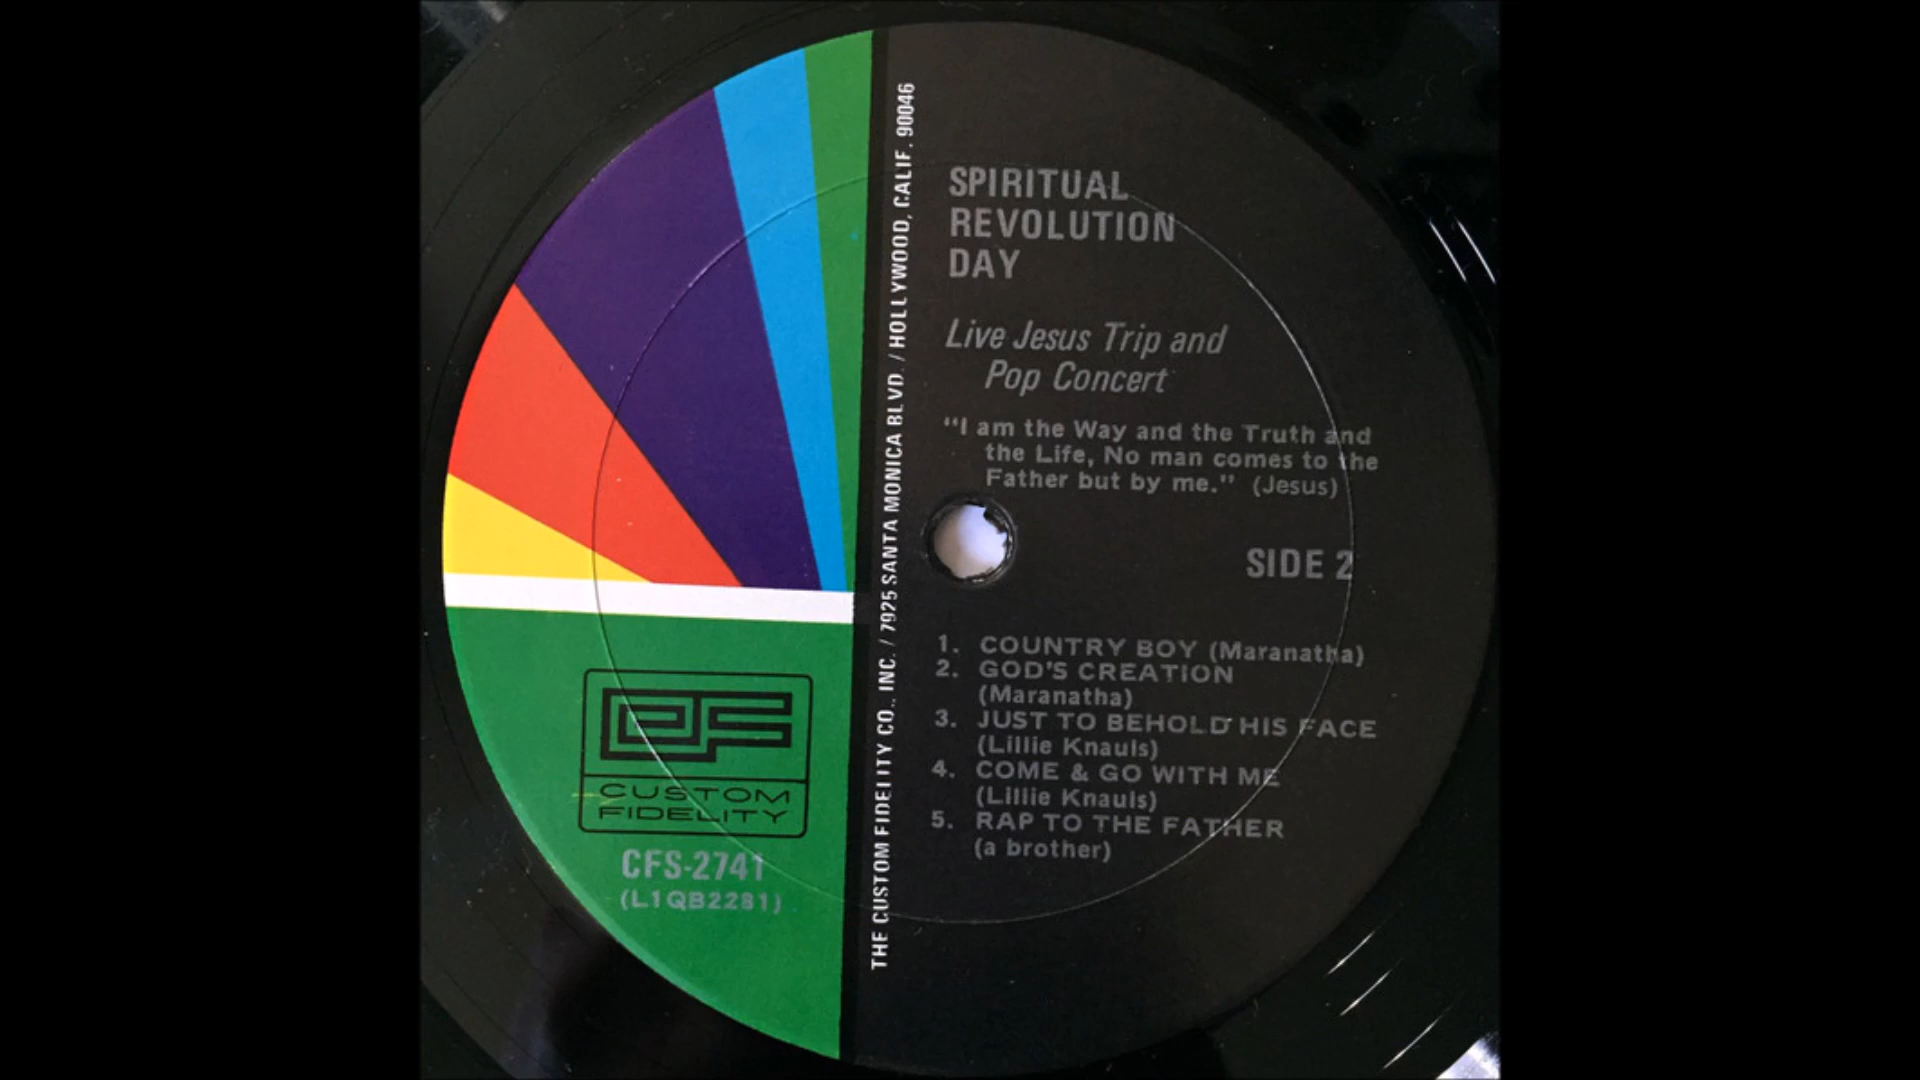 THE CUSTOM FIDELITY CO., INC. / 7925 SANTA MONICA BLVD. / HOLLYWOOD, CALIF. 90046
SPIRITUAL
REVOLUTION
DAY
Live Jesus Trip and
Pop Concert
“I am the Way and the Truth and
the Life, No man comes to the
Father but by me.” (Jesus)
SIDE 2
1. COUNTRY BOY (Maranatha)
2. GOD'S CREATION
(Maranatha)
3. JUST TO BEHOLD HIS FACE
(Lillie Knauls)
4. COME & GO WITH ME
(Lillie Knauls)
5. RAP TO THE FATHER
(a brother)
CF
CUSTOM
FIDELITY
CFS-2741
(L1QB2281)